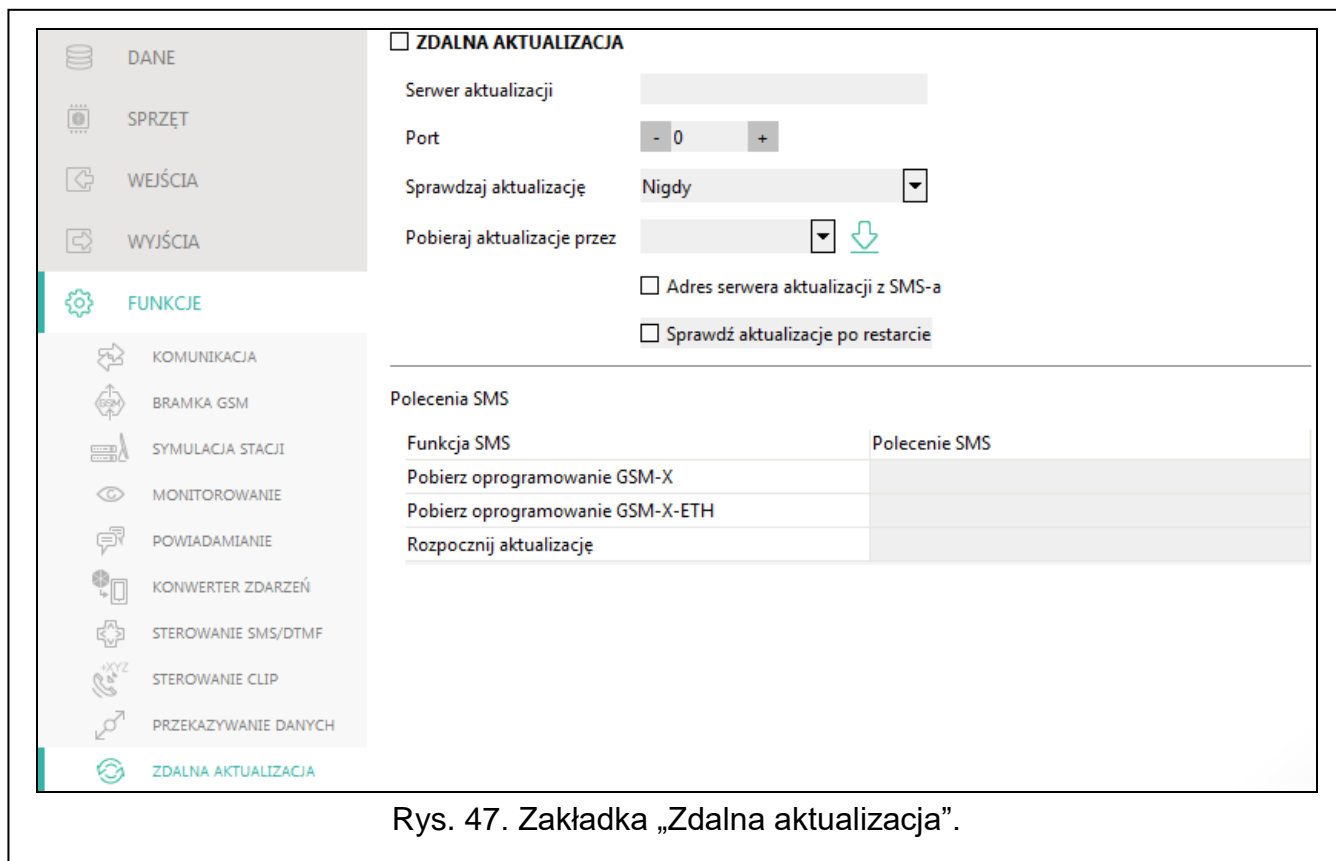 DANE
SPRZĘT
WEJŚCIA
WYJŚCIA
FUNKCJE
KOMUNIKACJA
GSM
BRAMKA GSM
SYMULACJA STACJI
MONITOROWANIE
POWIADAMIANIE
KONWERTER ZDARZEŃ
STEROWANIE SMS/DTMF
+XYZ
STEROWANIE CLIP
PRZEKAZYWANIE DANYCH
ZDALNA AKTUALIZACJA
ZDALNA AKTUALIZACJA
Serwer aktualizacji
Port - 0 +
Sprawdzaj aktualizację Nigdy
Pobieraj aktualizacje przez
Adres serwera aktualizacji z SMS-a
Sprawdź aktualizacje po restarcie
Polecenia SMS
Funkcja SMS Polecenie SMS
Pobierz oprogramowanie GSM-X
Pobierz oprogramowanie GSM-X-ETH
Rozpocznij aktualizację
Rys. 47. Zakładka „Zdalna aktualizacja”.